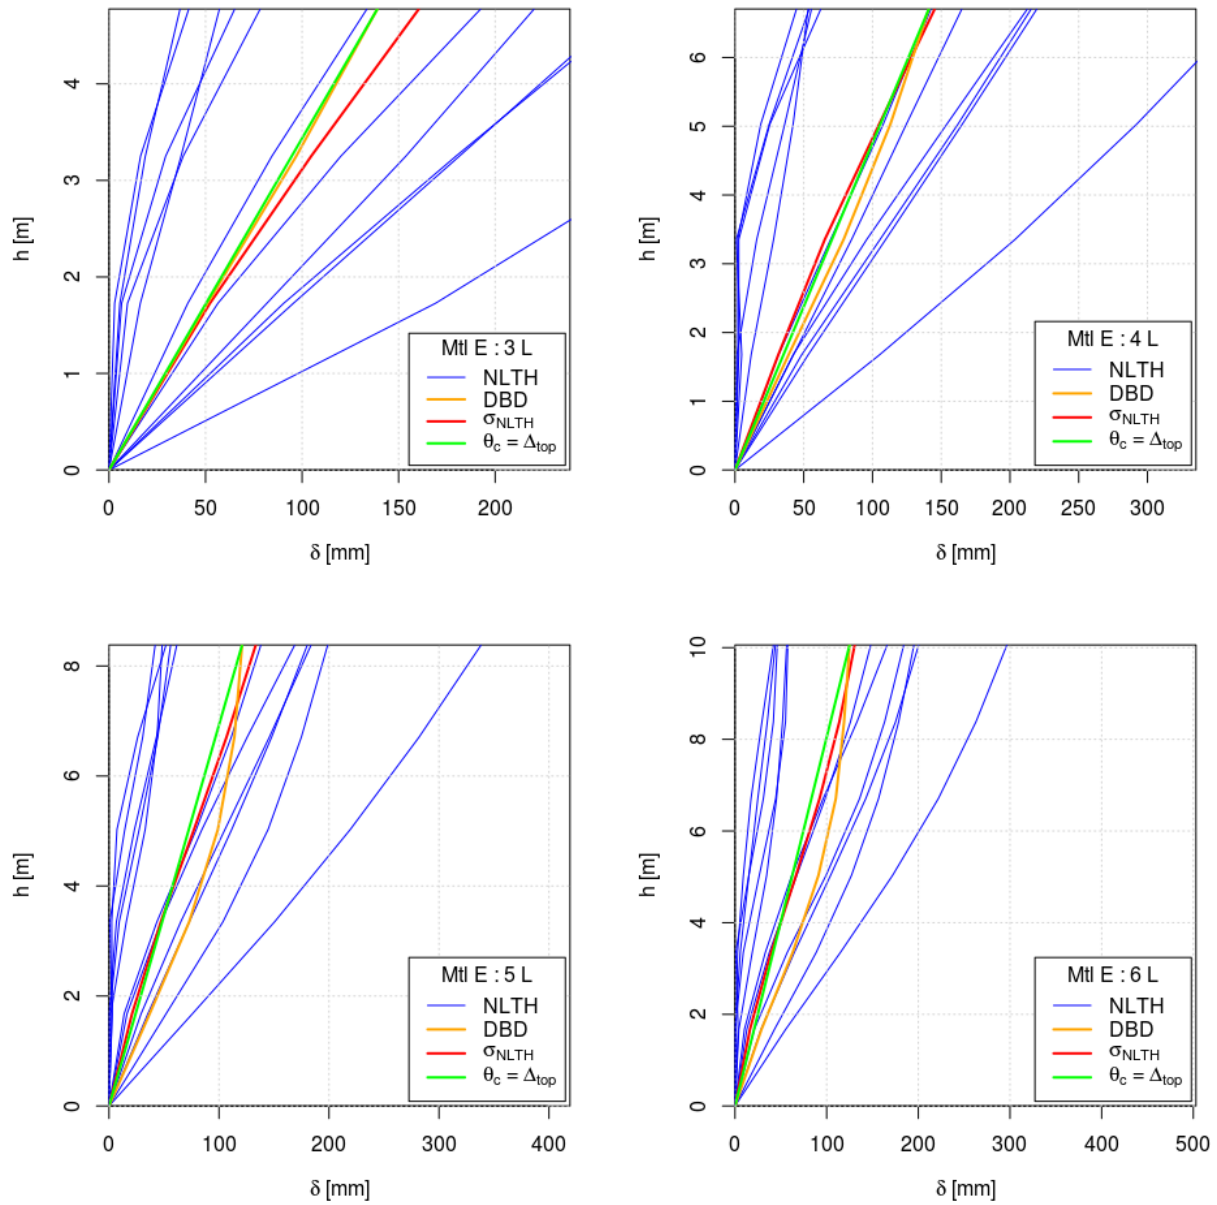 h [m]
4
3
2
1
0
Mtl E : 3 L
NLTH
DBD
σNLTH
θc = Δtop
0 50 100 150 200
δ [mm]
h [m]
6
5
4
3
2
1
0
Mtl E : 4 L
NLTH
DBD
σNLTH
θc = Δtop
0 50 100 150 200 250 300
δ [mm]
h [m]
8
6
4
2
0
Mtl E : 5 L
NLTH
DBD
σNLTH
θc = Δtop
0 100 200 300 400
δ [mm]
h [m]
10
8
6
4
2
0
Mtl E : 6 L
NLTH
DBD
σNLTH
θc = Δtop
0 100 200 300 400 500
δ [mm]